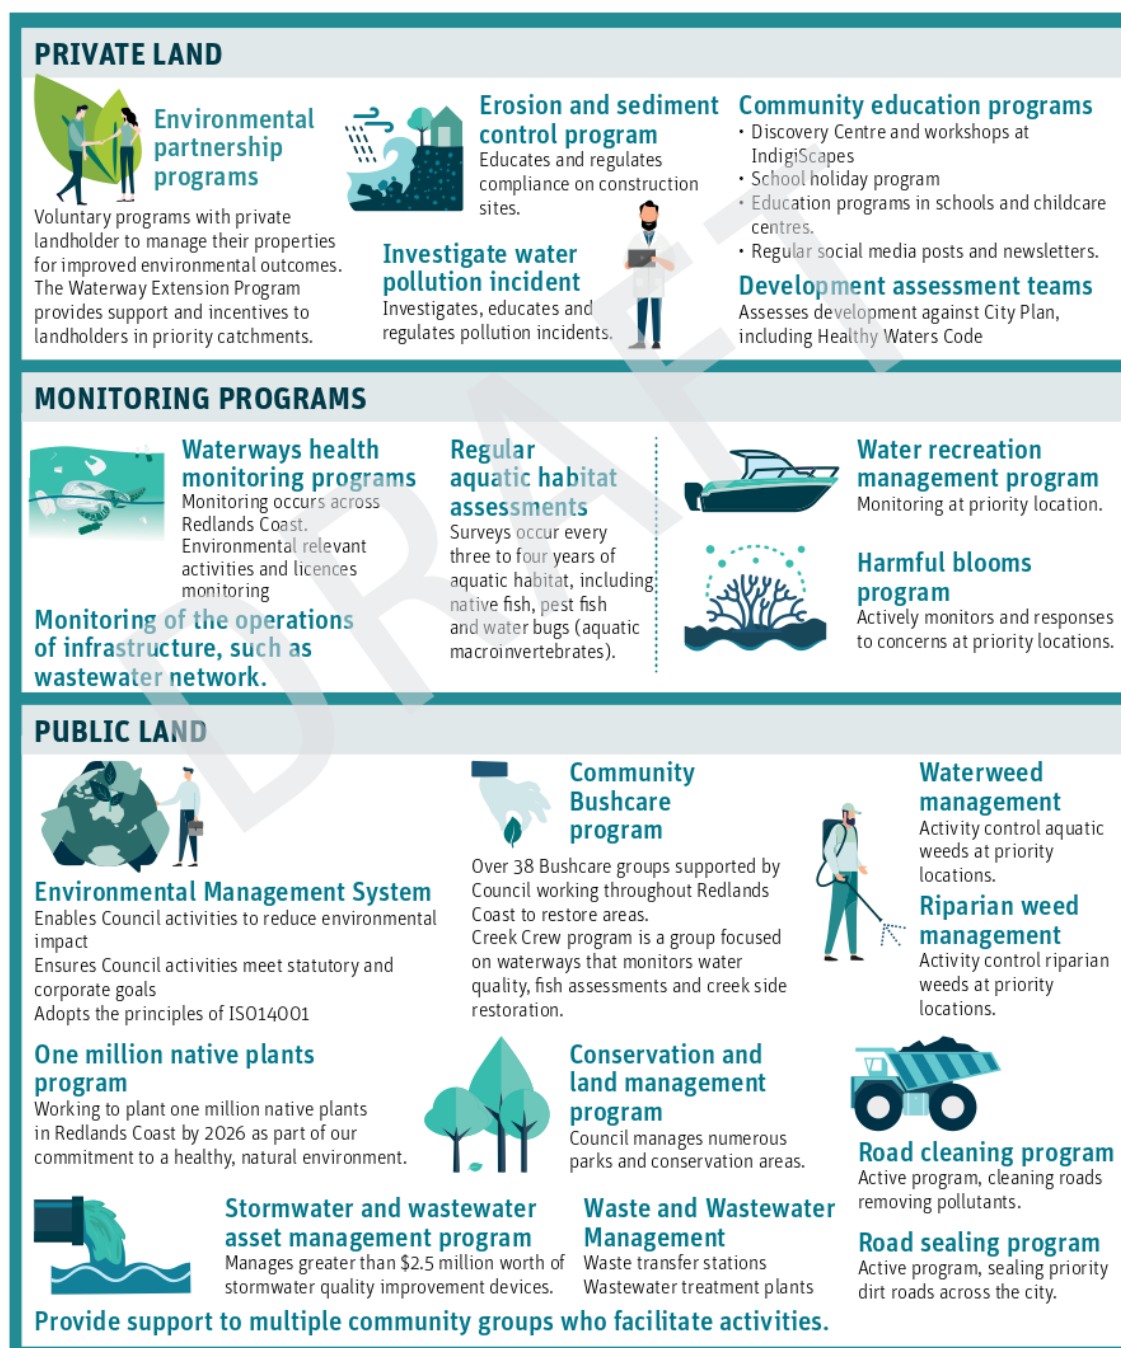 PRIVATE LAND
Environmental
partnership
programs
Voluntary programs with private
landholder to manage their properties
for improved environmental outcomes.
The Waterway Extension Program
provides support and incentives to
landholders in priority catchments.
Erosion and sediment
control program
Educates and regulates
compliance on construction
sites.
Investigate water
pollution incident
Investigates, educates and
regulates pollution incidents.
Community education programs
• Discovery Centre and workshops at
IndigiScapes
• School holiday program
• Education programs in schools and childcare
centres.
• Regular social media posts and newsletters.
Development assessment teams
Assesses development against City Plan,
including Healthy Waters Code
MONITORING PROGRAMS
Waterways health
monitoring programs
Monitoring occurs across
Redlands Coast.
Environmental relevant
activities and licences
monitoring
Monitoring of the operations
of infrastructure, such as
wastewater network.
Regular
aquatic habitat
assessments
Surveys occur every
three to four years of
aquatic habitat, including
native fish, pest fish
and water bugs (aquatic
macroinvertebrates).
Water recreation
management program
Monitoring at priority location.
Harmful blooms
program
Actively monitors and responses
to concerns at priority locations.
PUBLIC LAND
Environmental Management System
Enables Council activities to reduce environmental
impact
Ensures Council activities meet statutory and
corporate goals
Adopts the principles of ISO14001
Community
Bushcare
program
Over 38 Bushcare groups supported by
Council working throughout Redlands
Coast to restore areas.
Creek Crew program is a group focused
on waterways that monitors water
quality, fish assessments and creek side
restoration.
Waterweed
management
Activity control aquatic
weeds at priority
locations.
Riparian weed
management
Activity control riparian
weeds at priority
locations.
One million native plants
program
Working to plant one million native plants
in Redlands Coast by 2026 as part of our
commitment to a healthy, natural environment.
Conservation and
land management
program
Council manages numerous
parks and conservation areas.
Road cleaning program
Active program, cleaning roads
removing pollutants.
Stormwater and wastewater
asset management program
Manages greater than $2.5 million worth of
stormwater quality improvement devices.
Waste and Wastewater
Management
Waste transfer stations
Wastewater treatment plants
Road sealing program
Active program, sealing priority
dirt roads across the city.
Provide support to multiple community groups who facilitate activities.
DRAFT